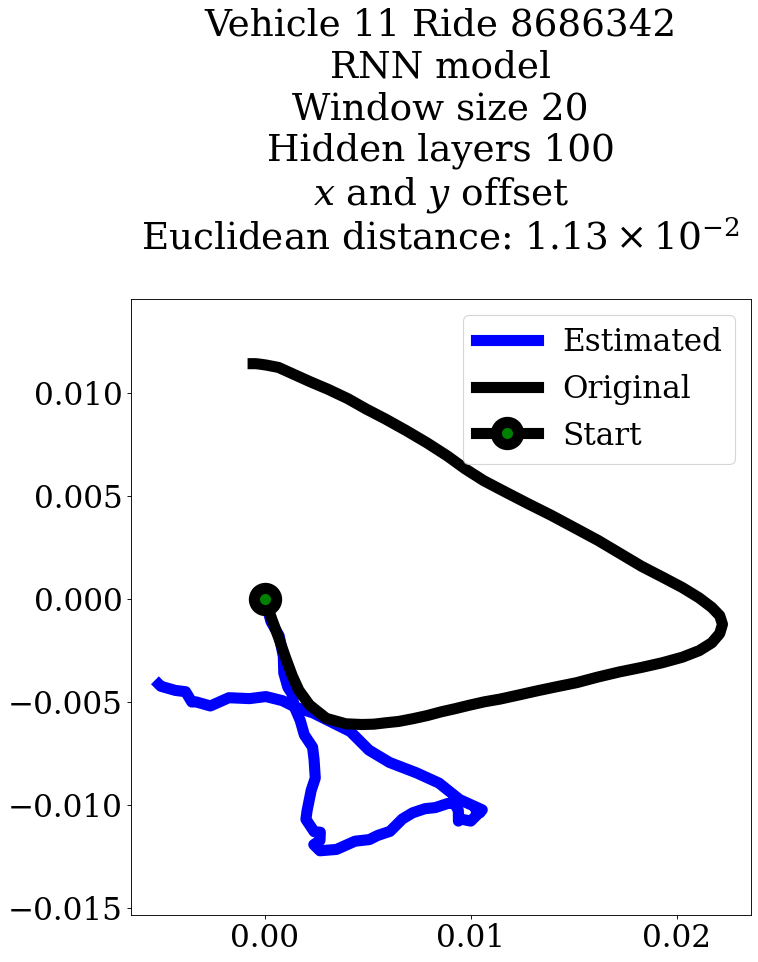 Vehicle 11 Ride 8686342
RNN model
Window size 20
Hidden layers 100
x and y offset
Euclidean distance: 1.13 × 10⁻²
Estimated
Original
Start
0.010
0.005
0.000
−0.005
−0.010
−0.015
0.00 0.01 0.02